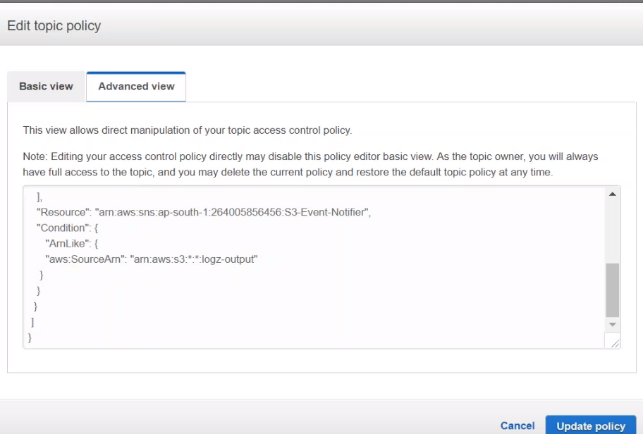 Edit topic policy
Basic view
Advanced view
This view allows direct manipulation of your topic access control policy.
Note: Editing your access control policy directly may disable this policy editor basic view. As the topic owner, you will always
have full access to the topic, and you may delete the current policy and restore the default topic policy at any time.
],
"Resource": "arn:aws:sns:ap-south-1:264005856456:S3-Event-Notifier",
"Condition": {
"ArnLike": {
"aws:SourceArn": "arn:aws:s3:*:*:logz-output"
}
}
}
]
}
Cancel
Update policy